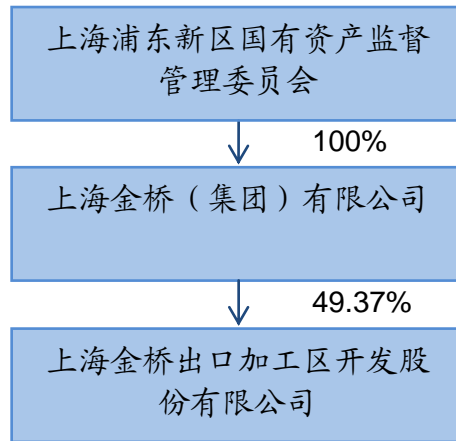 上海浦东新区国有资产监督
管理委员会
100%
上海金桥（集团）有限公司
49.37%
上海金桥出口加工区开发股
份有限公司